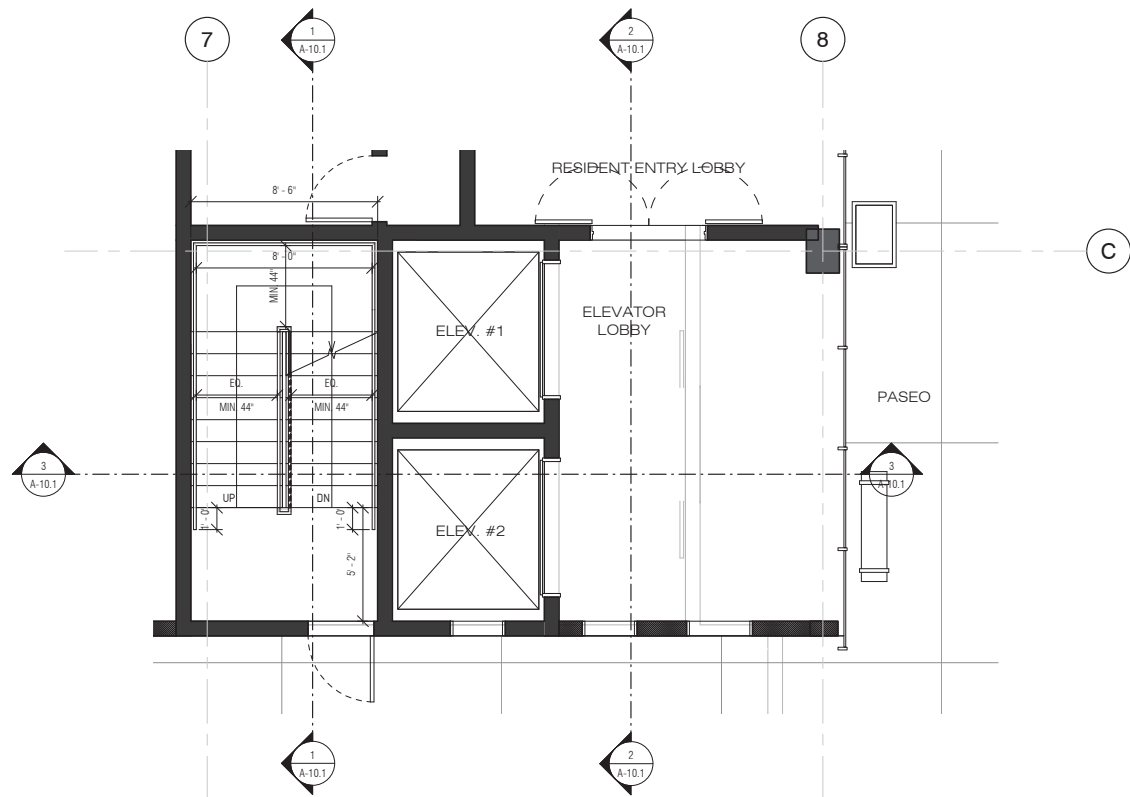 7
1
A-10.1
2
A-10.1
8
RESIDENT ENTRY LOBBY
8' - 6"
C
8' - 0"
MIN. 44"
ELEVATOR
LOBBY
ELEV. #1
EQ.
EQ.
MIN. 44"
MIN. 44"
PASEO
3
A-10.1
3
A-10.1
UP
DN
1' - 0"
1' - 0"
ELEV. #2
5' - 2"
1
A-10.1
2
A-10.1